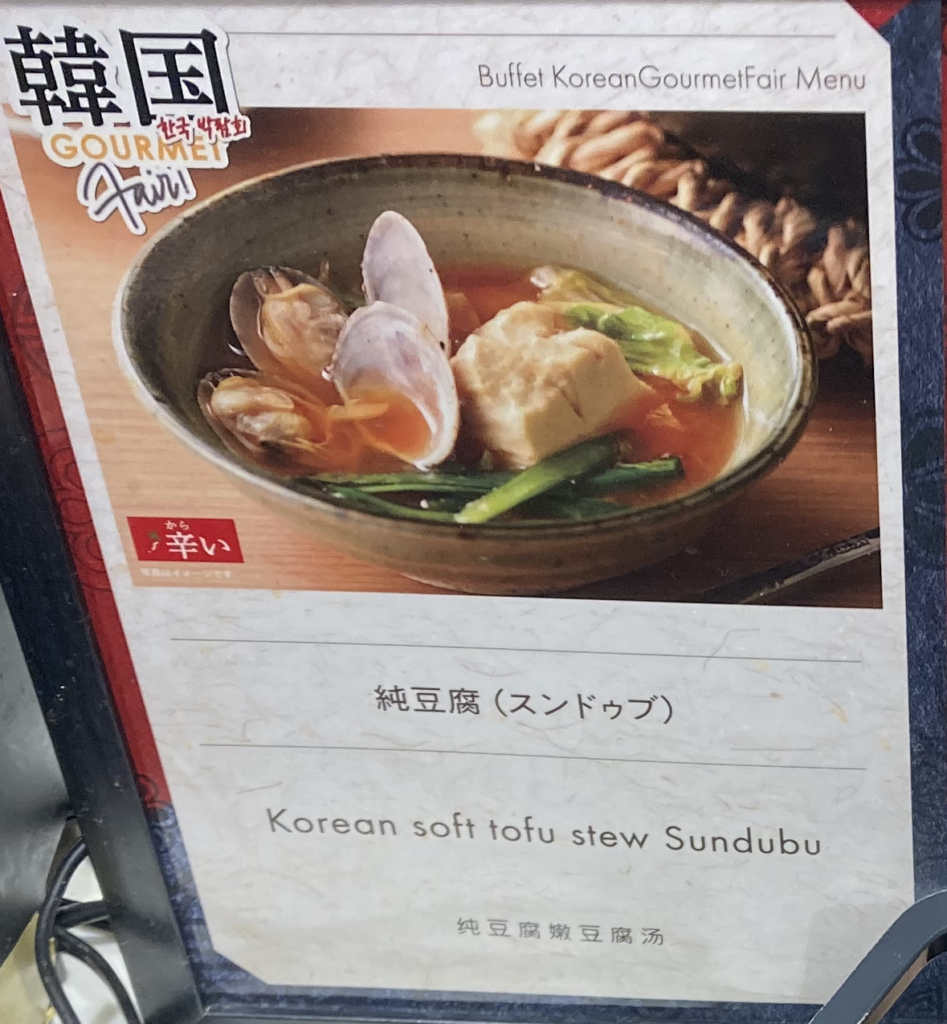 韓国
한국 박람회
GOURMET
Fair!
Buffet KoreanGourmetFair Menu
から
辛い
写真はイメージです
純豆腐（スンドゥブ）
Korean soft tofu stew Sundubu
纯豆腐嫩豆腐汤